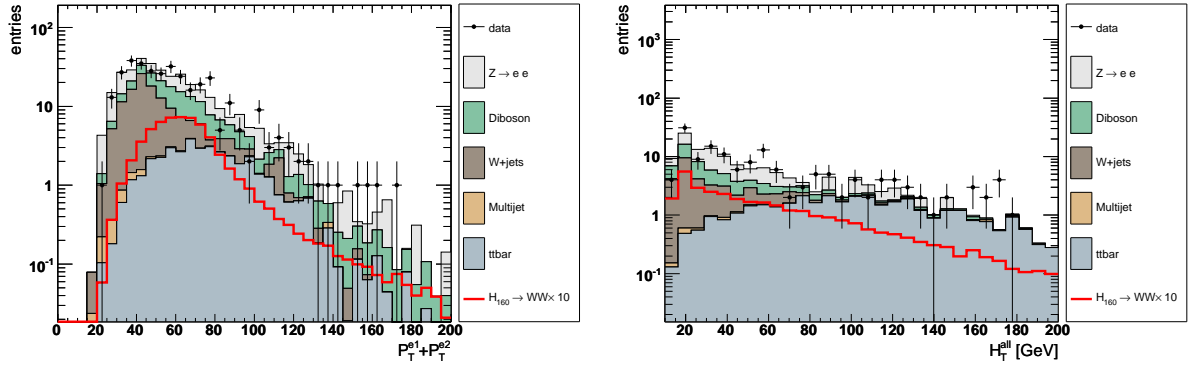 entries
10²
10
1
10⁻¹
0 20 40 60 80 100 120 140 160 180 200
P_T^e1+P_T^e2
data
Z → e e
Diboson
W+jets
Multijet
ttbar
H₁₆₀ → WW× 10
entries
10³
10²
10
1
10⁻¹
20 40 60 80 100 120 140 160 180 200
H_T^all [GeV]
data
Z → e e
Diboson
W+jets
Multijet
ttbar
H₁₆₀ → WW× 10